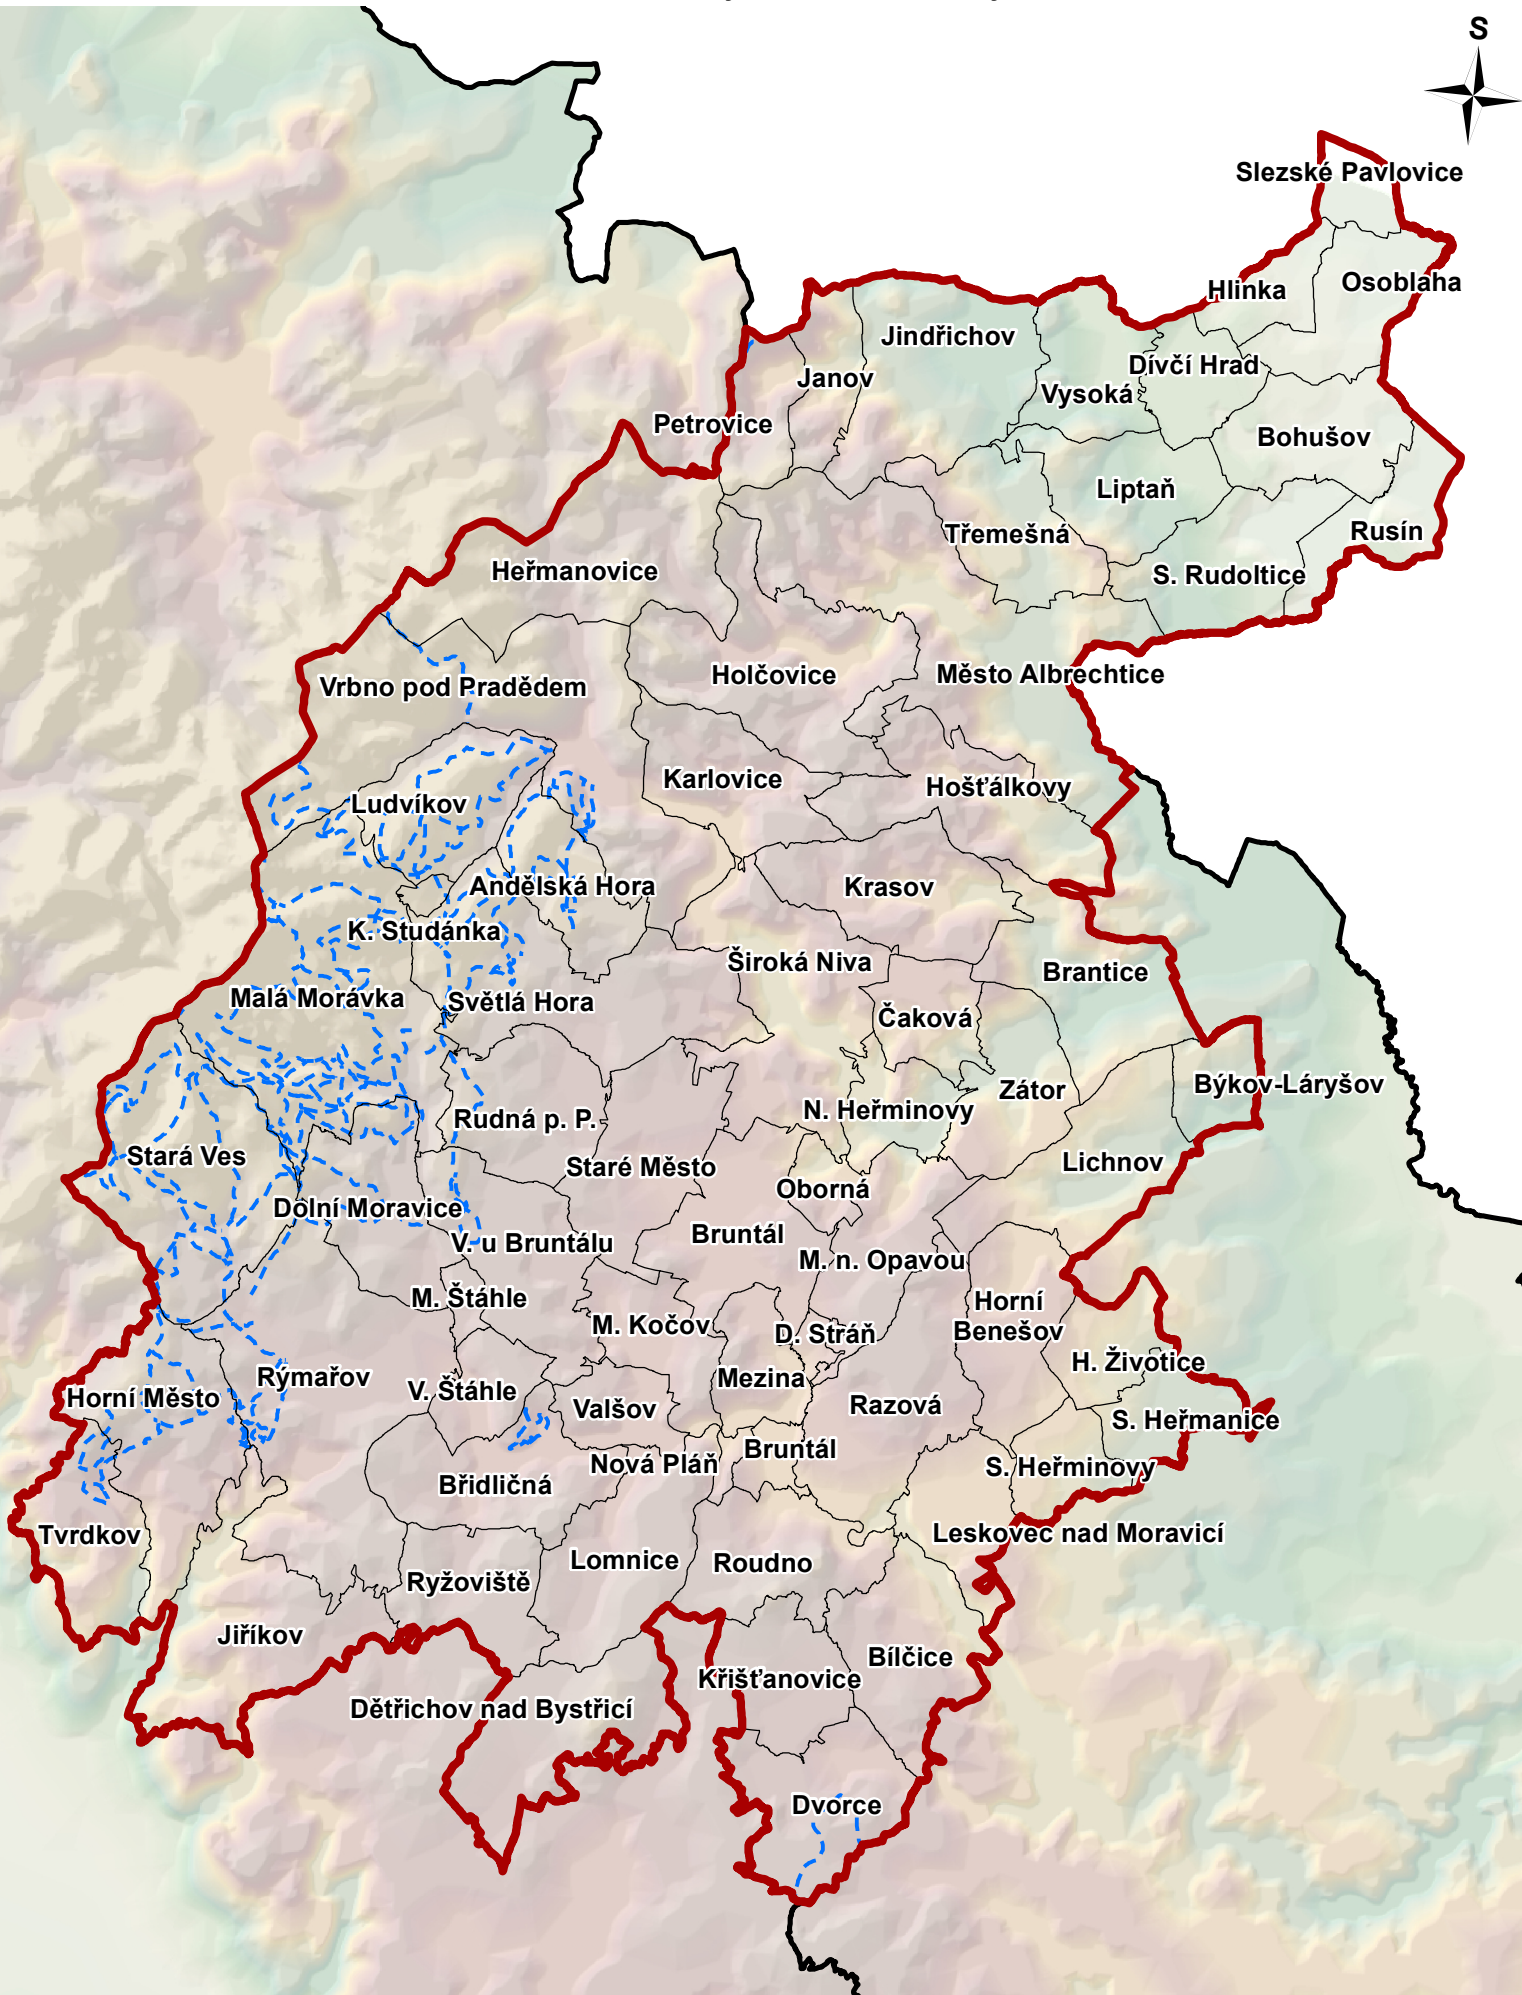 S
Slezské Pavlovice
Osoblaha
Hlinka
Jindřichov
Dívčí Hrad
Janov
Vysoká
Petrovice
Bohušov
Liptaň
Rusín
Třemešná
Heřmanovice
S. Rudoltice
Holčovice
Město Albrechtice
Vrbno pod Pradědem
Karlovice
Hošťálkovy
Ludvíkov
Andělská Hora
Krasov
K. Studánka
Široká Niva
Brantice
Malá Morávka
Světlá Hora
Čaková
Býkov-Láryšov
Zátor
N. Heřminovy
Rudná p. P.
Stará Ves
Staré Město
Lichnov
Oborná
Dolní Moravice
Bruntál
V. u Bruntálu
M. n. Opavou
M. Štáhle
Horní
Benešov
M. Kočov
D. Stráň
H. Životice
Rýmařov
Mezina
V. Štáhle
Horní Město
Valšov
Razová
S. Heřmanice
Bruntál
Nová Pláň
S. Heřminovy
Břidličná
Tvrdkov
Leskovec nad Moravicí
Lomnice
Roudno
Ryžoviště
Jiříkov
Bílčice
Křišťanovice
Dětřichov nad Bystřicí
Dvorce